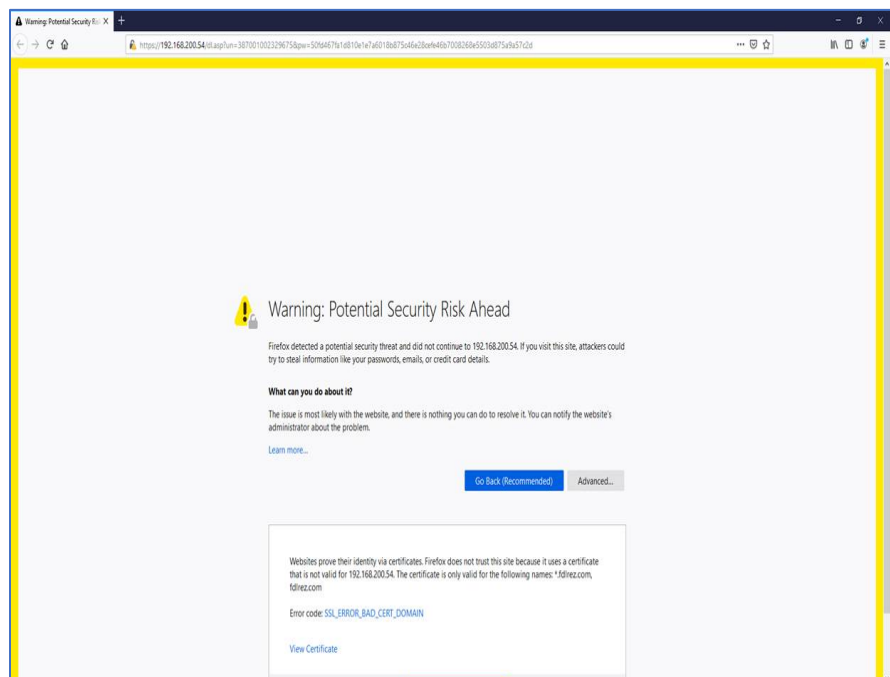 Warning: Potential Security Ris
https://192.168.200.54/dl.asp?un=387001002329675&pw=
Warning: Potential Security Risk Ahead
Firefox detected a potential security threat and did not continue to 192.168.200.54. If you visit this site, attackers could
try to steal information like your passwords, emails, or credit card details.
What can you do about it?
The issue is most likely with the website, and there is nothing you can do to resolve it. You can notify the website's
administrator about the problem.
Learn more...
Go Back (Recommended) Advanced...
Websites prove their identity via certificates. Firefox does not trust this site because it uses a certificate
that is not valid for 192.168.200.54. The certificate is only valid for the following names: *.fdlrez.com,
fdlrez.com
Error code: SSL_ERROR_BAD_CERT_DOMAIN
View Certificate